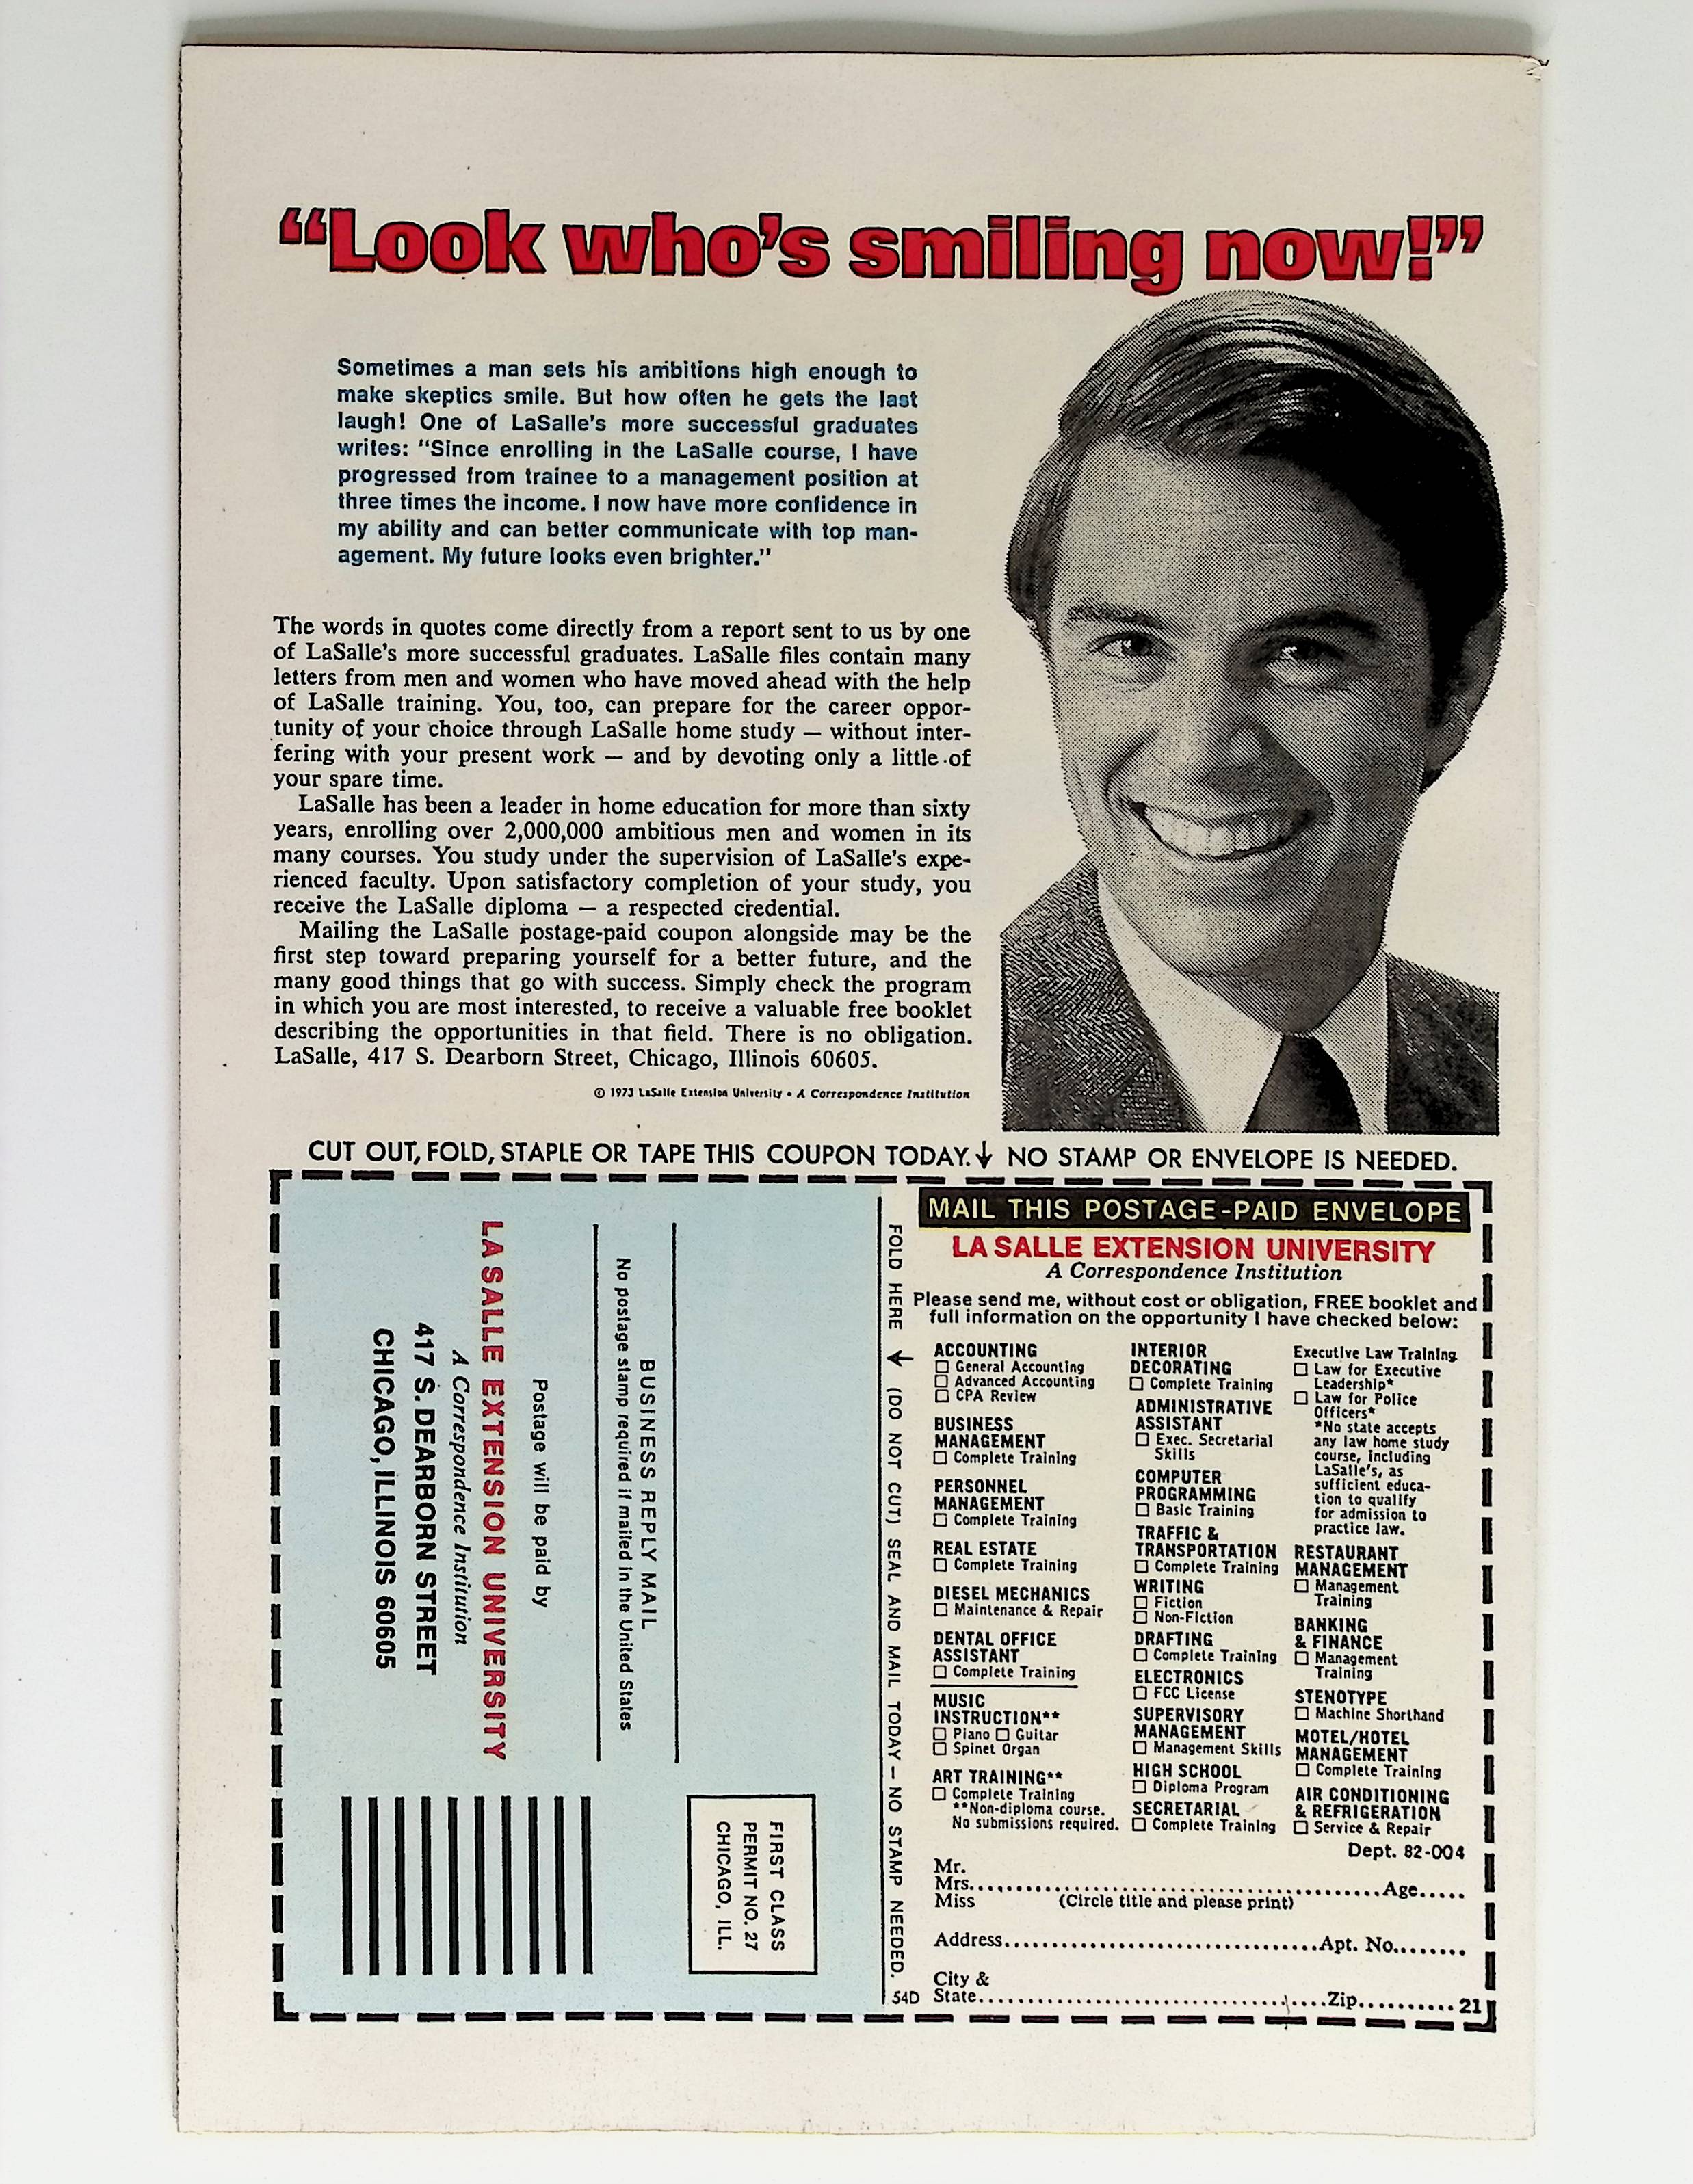 “Look who’s smiling now!”
Sometimes a man sets his ambitions high enough to
make skeptics smile. But how often he gets the last
laugh! One of LaSalle’s more successful graduates
writes: “Since enrolling in the LaSalle course, I have
progressed from trainee to a management position at
three times the income. I now have more confidence in
my ability and can better communicate with top man-
agement. My future looks even brighter.”
The words in quotes come directly from a report sent to us by one
of LaSalle’s more successful graduates. LaSalle files contain many
letters from men and women who have moved ahead with the help
of LaSalle training. You, too, can prepare for the career oppor-
tunity of your choice through LaSalle home study — without inter-
fering with your present work — and by devoting only a little of
your spare time.
LaSalle has been a leader in home education for more than sixty
years, enrolling over 2,000,000 ambitious men and women in its
many courses. You study under the supervision of LaSalle’s expe-
rienced faculty. Upon satisfactory completion of your study, you
receive the LaSalle diploma — a respected credential.
Mailing the LaSalle postage-paid coupon alongside may be the
first step toward preparing yourself for a better future, and the
many good things that go with success. Simply check the program
in which you are most interested, to receive a valuable free booklet
describing the opportunities in that field. There is no obligation.
LaSalle, 417 S. Dearborn Street, Chicago, Illinois 60605.
© 1973 LaSalle Extension University • A Correspondence Institution
CUT OUT, FOLD, STAPLE OR TAPE THIS COUPON TODAY. ↓ NO STAMP OR ENVELOPE IS NEEDED.
FIRST CLASS
PERMIT NO. 27
CHICAGO, ILL.
BUSINESS REPLY MAIL
No postage stamp required if mailed in the United States
Postage will be paid by
LA SALLE EXTENSION UNIVERSITY
A Correspondence Institution
417 S. DEARBORN STREET
CHICAGO, ILLINOIS 60605
FOLD HERE ↓ (DO NOT CUT) SEAL AND MAIL TODAY — NO STAMP NEEDED.
54D
MAIL THIS POSTAGE-PAID ENVELOPE
LA SALLE EXTENSION UNIVERSITY
A Correspondence Institution
Please send me, without cost or obligation, FREE booklet and
full information on the opportunity I have checked below:
ACCOUNTING
☐ General Accounting
☐ Advanced Accounting
☐ CPA Review
BUSINESS
MANAGEMENT
☐ Complete Training
PERSONNEL
MANAGEMENT
☐ Complete Training
REAL ESTATE
☐ Complete Training
DIESEL MECHANICS
☐ Maintenance & Repair
DENTAL OFFICE
ASSISTANT
☐ Complete Training
MUSIC
INSTRUCTION**
☐ Piano ☐ Guitar
☐ Spinet Organ
ART TRAINING**
☐ Complete Training
**Non-diploma course.
No submissions required.
INTERIOR
DECORATING
☐ Complete Training
ADMINISTRATIVE
ASSISTANT
☐ Exec. Secretarial
Skills
COMPUTER
PROGRAMMING
☐ Basic Training
TRAFFIC &
TRANSPORTATION
☐ Complete Training
WRITING
☐ Fiction
☐ Non-Fiction
DRAFTING
☐ Complete Training
ELECTRONICS
☐ FCC License
SUPERVISORY
MANAGEMENT
☐ Management Skills
HIGH SCHOOL
☐ Diploma Program
SECRETARIAL
☐ Complete Training
Executive Law Training
☐ Law for Executive
Leadership*
☐ Law for Police
Officers*
*No state accepts
any law home study
course, including
LaSalle’s, as
sufficient educa-
tion to qualify
for admission to
practice law.
RESTAURANT
MANAGEMENT
☐ Management
Training
BANKING
& FINANCE
☐ Management
Training
STENOTYPE
☐ Machine Shorthand
MOTEL/HOTEL
MANAGEMENT
☐ Complete Training
AIR CONDITIONING
& REFRIGERATION
☐ Service & Repair
Dept. 82-004
Mr.
Mrs. Age
Miss (Circle title and please print)
Address Apt. No.
City &
State Zip 21